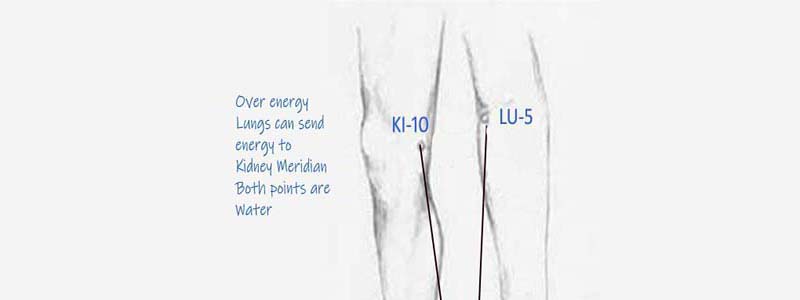 Over energy
Lungs can send
energy to
Kidney Meridian
Both points are
Water
KI-10
LU-5